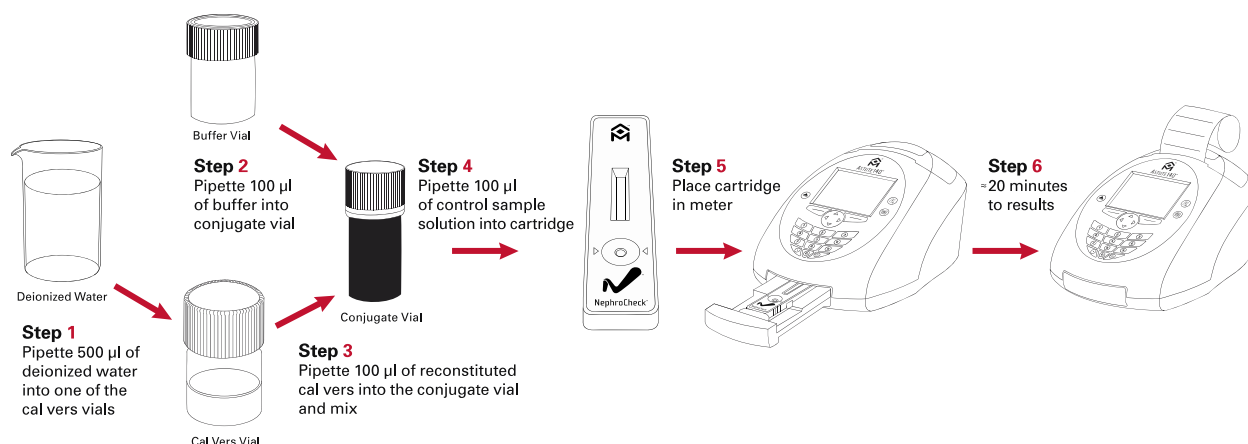 Buffer Vial
Step 2
Pipette 100 µl
of buffer into
conjugate vial
Deionized Water
Step 1
Pipette 500 µl of
deionized water
into one of the
cal vers vials
Cal Vers Vial
Conjugate Vial
Step 3
Pipette 100 µl of reconstituted
cal vers into the conjugate vial
and mix
Step 4
Pipette 100 µl
of control sample
solution into cartridge
NephroCheck
Step 5
Place cartridge
in meter
Step 6
≈20 minutes
to results